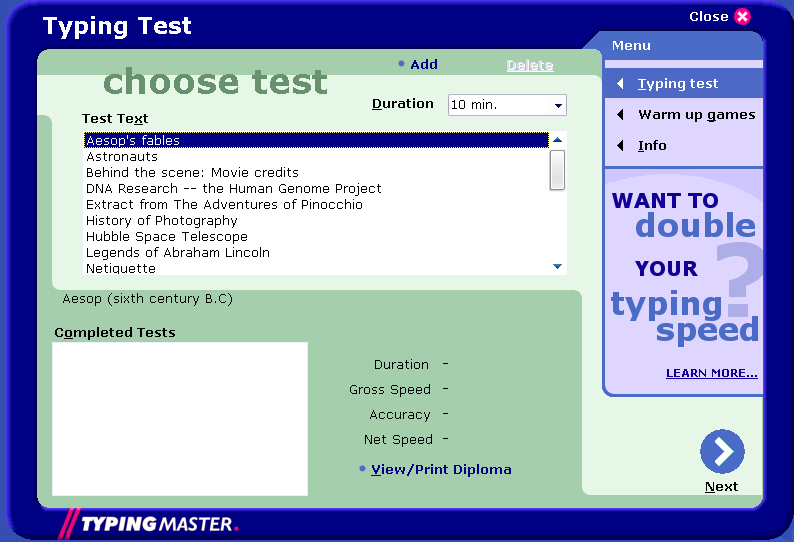 Typing Test
Close
choose test
Add
Delete
Duration
10 min.
Test Text
Aesop's fables
Astronauts
Behind the scene: Movie credits
DNA Research -- the Human Genome Project
Extract from The Adventures of Pinocchio
History of Photography
Hubble Space Telescope
Legends of Abraham Lincoln
Netiquette
Aesop (sixth century B.C)
Completed Tests
Duration -
Gross Speed -
Accuracy -
Net Speed -
View/Print Diploma
Menu
Typing test
Warm up games
Info
WANT TO
double
YOUR
?
typing
speed
LEARN MORE...
Next
TYPINGMASTER.